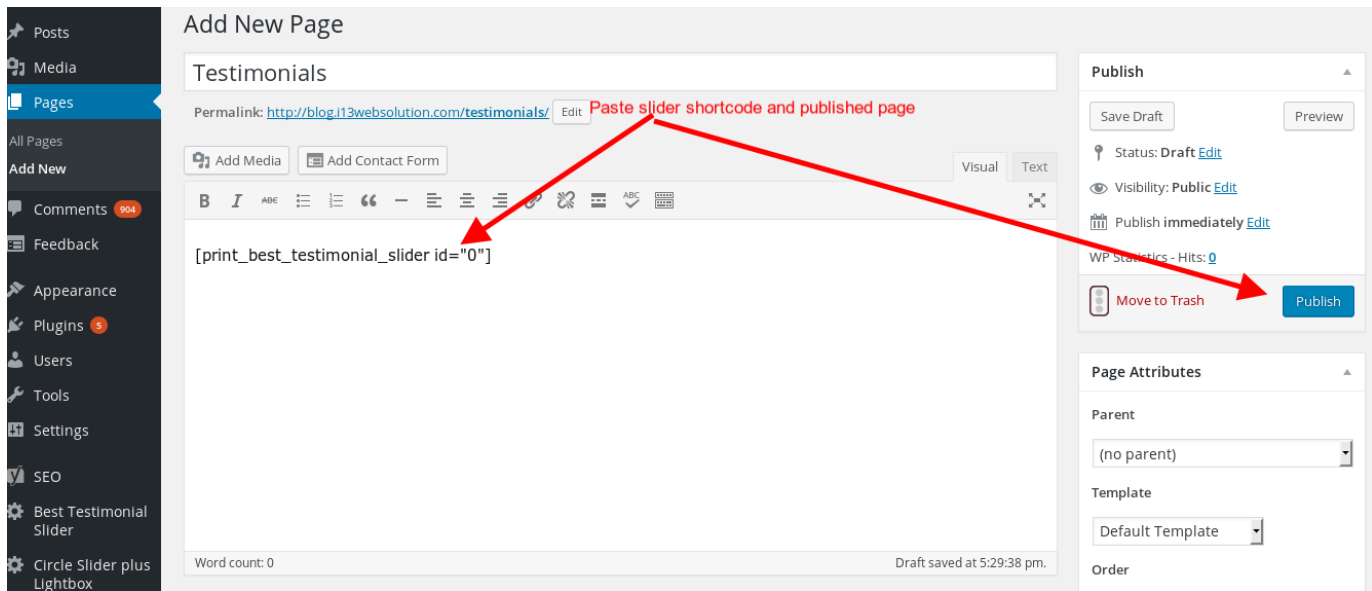 Posts
Media
Pages
All Pages
Add New
Comments 904
Feedback
Appearance
Plugins 5
Users
Tools
Settings
SEO
Best Testimonial
Slider
Circle Slider plus
Lightbox
Add New Page
Testimonials
Permalink: http://blog.i13websolution.com/testimonials/ Edit
Paste slider shortcode and published page
Add Media Add Contact Form
Visual Text
B I ABE ABC
[print_best_testimonial_slider id="0"]
Word count: 0 Draft saved at 5:29:38 pm.
Publish
Save Draft Preview
Status: Draft Edit
Visibility: Public Edit
Publish immediately Edit
WP Statistics - Hits: 0
Move to Trash Publish
Page Attributes
Parent
(no parent)
Template
Default Template
Order